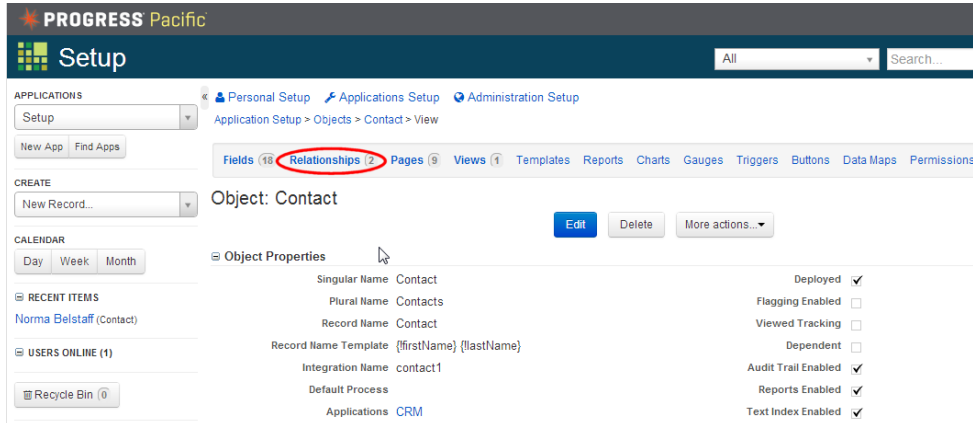 PROGRESS Pacific
Setup
All
Search...
APPLICATIONS
Setup
New App Find Apps
CREATE
New Record...
CALENDAR
Day Week Month
RECENT ITEMS
Norma Belstaff (Contact)
USERS ONLINE (1)
Recycle Bin 0
« Personal Setup Applications Setup Administration Setup
Application Setup > Objects > Contact > View
Fields 18 Relationships 2 Pages 9 Views 1 Templates Reports Charts Gauges Triggers Buttons Data Maps Permissions
Object: Contact
Edit Delete More actions...
Object Properties
Singular Name Contact Deployed
Plural Name Contacts Flagging Enabled
Record Name Contact Viewed Tracking
Record Name Template {!firstName} {!lastName} Dependent
Integration Name contact1 Audit Trail Enabled
Default Process Reports Enabled
Applications CRM Text Index Enabled